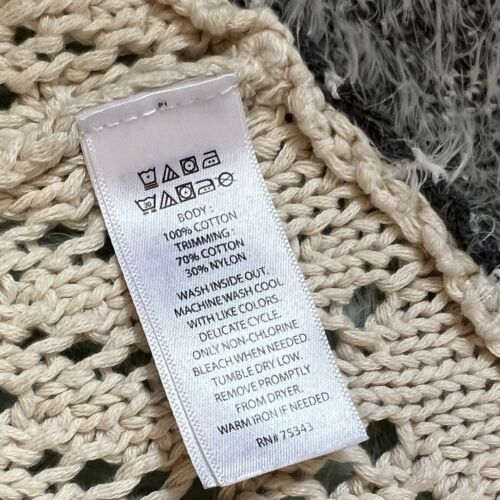 30
BODY :
100% COTTON
TRIMMING :
70% COTTON
30% NYLON
WASH INSIDE OUT.
MACHINE WASH COOL
WITH LIKE COLORS.
DELICATE CYCLE.
ONLY NON-CHLORINE
BLEACH WHEN NEEDED.
TUMBLE DRY LOW.
REMOVE PROMPTLY
FROM DRYER.
WARM IRON IF NEEDED.
RN# 75343